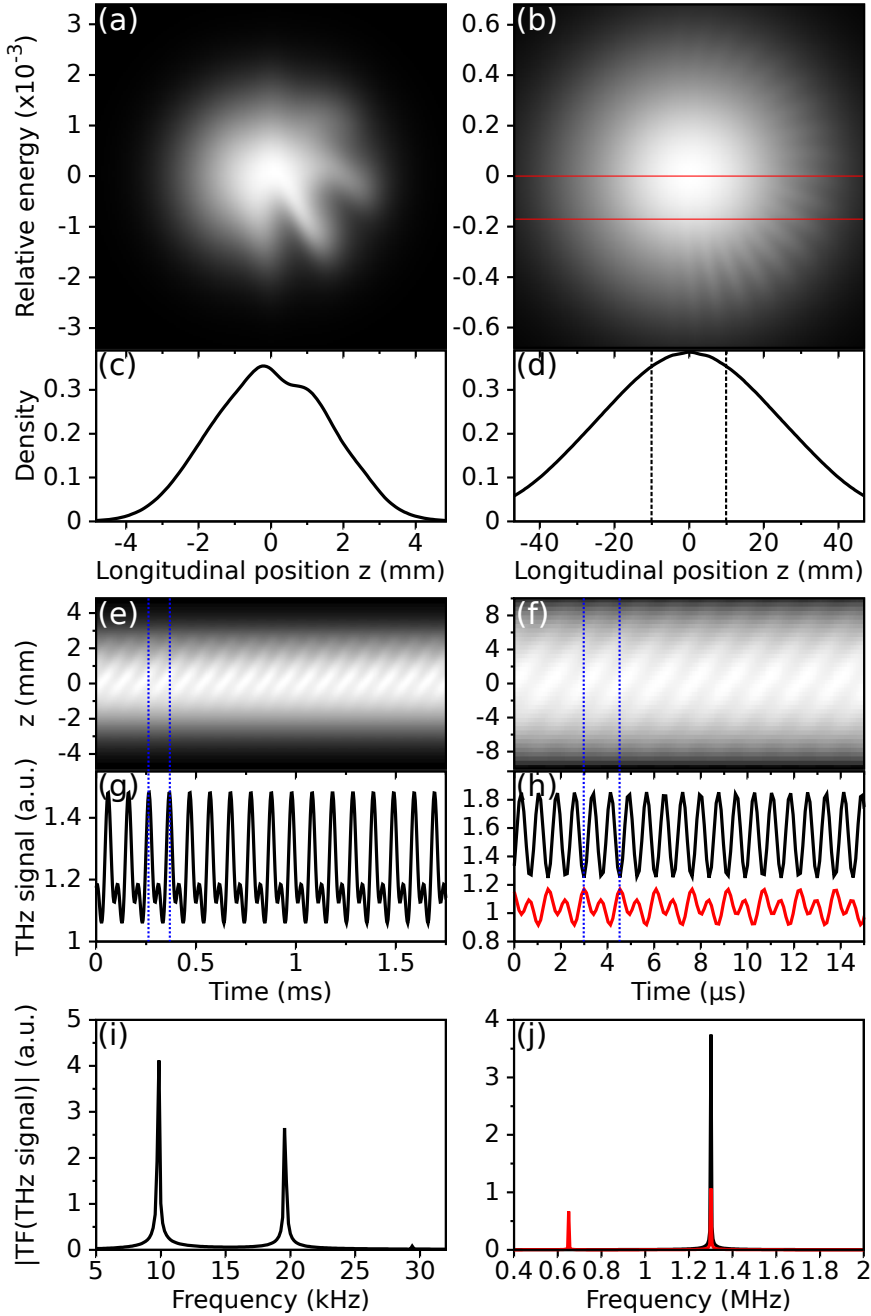 (a)
(b)
Relative energy (x10-3)
3
2
1
0
-1
-2
-3
0.6
0.4
0.2
0
-0.2
-0.4
-0.6
(c)
(d)
Density
0.3
0.2
0.1
0
0.3
0.2
0.1
0
-4 -2 0 2 4
-40 -20 0 20 40
Longitudinal position z (mm)
Longitudinal position z (mm)
(e)
(f)
z (mm)
4
2
0
-2
-4
8
4
0
-4
-8
(g)
(h)
THz signal (a.u.)
1.4
1.2
1
1.8
1.6
1.4
1.2
1
0.8
0 0.5 1 1.5
0 2 4 6 8 10 12 14
Time (ms)
Time (µs)
(i)
(j)
|TF(THz signal)| (a.u.)
5
4
3
2
1
0
4
3
2
1
0
5 10 15 20 25 30
0.4 0.6 0.8 1 1.2 1.4 1.6 1.8 2
Frequency (kHz)
Frequency (MHz)